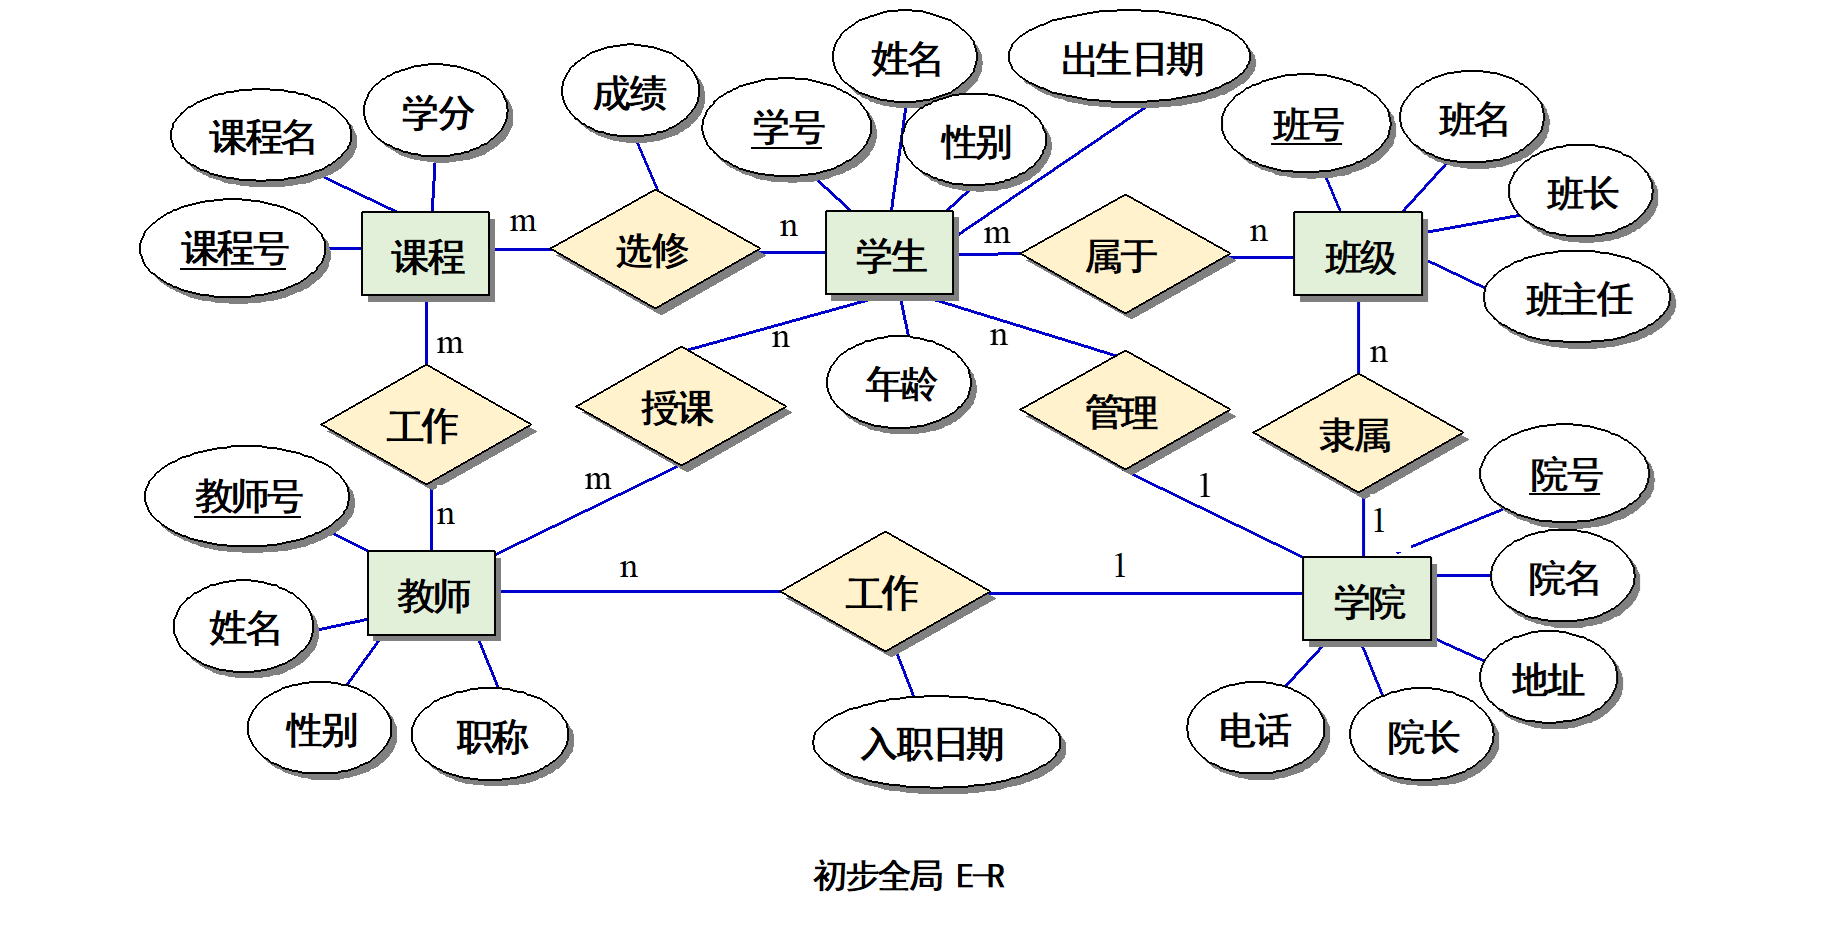 姓名
出生日期
成绩
学分
课程名
学号
性别
班号
班名
班长
课程号
课程
m
选修
n
学生
m
属于
n
班级
班主任
m
n
年龄
n
n
工作
授课
管理
隶属
教师号
n
m
l
l
院号
教师
n
工作
l
学院
院名
姓名
地址
性别
职称
入职日期
电话
院长
初步全局 E-R